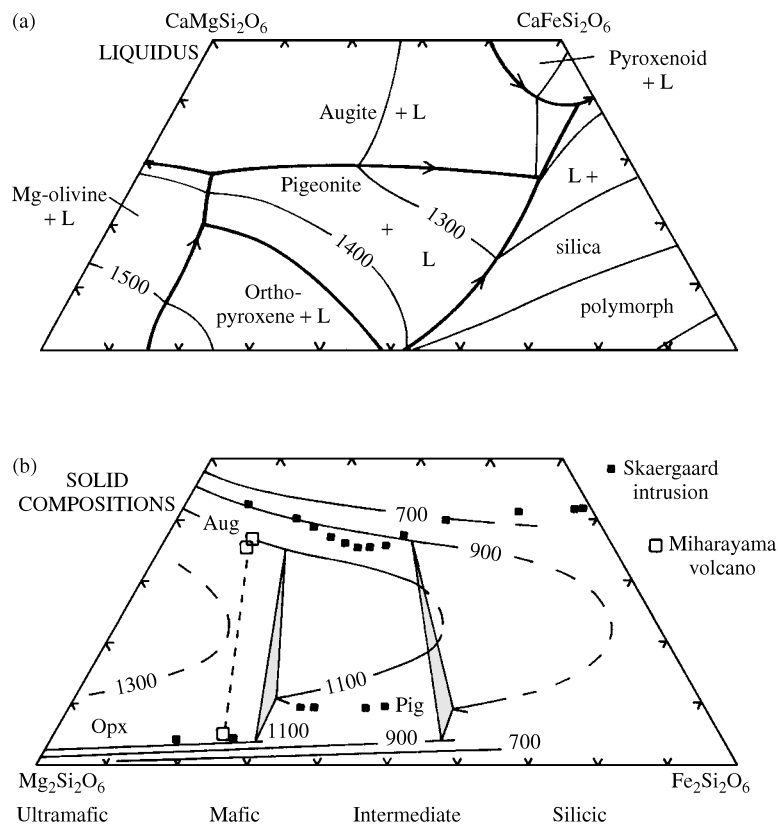 (a)
CaMgSi2O6
CaFeSi2O6
LIQUIDUS
Pyroxenoid
+ L
Augite + L
Mg-olivine
+ L
Pigeonite
+
L
L +
silica
polymorph
1300
1400
1500
Ortho-
pyroxene + L
(b)
SOLID
COMPOSITIONS
Skaergaard
intrusion
Miharayama
volcano
Aug
700
900
1300
1100
Pig
Opx
1100
900
700
Mg2Si2O6
Fe2Si2O6
Ultramafic
Mafic
Intermediate
Silicic